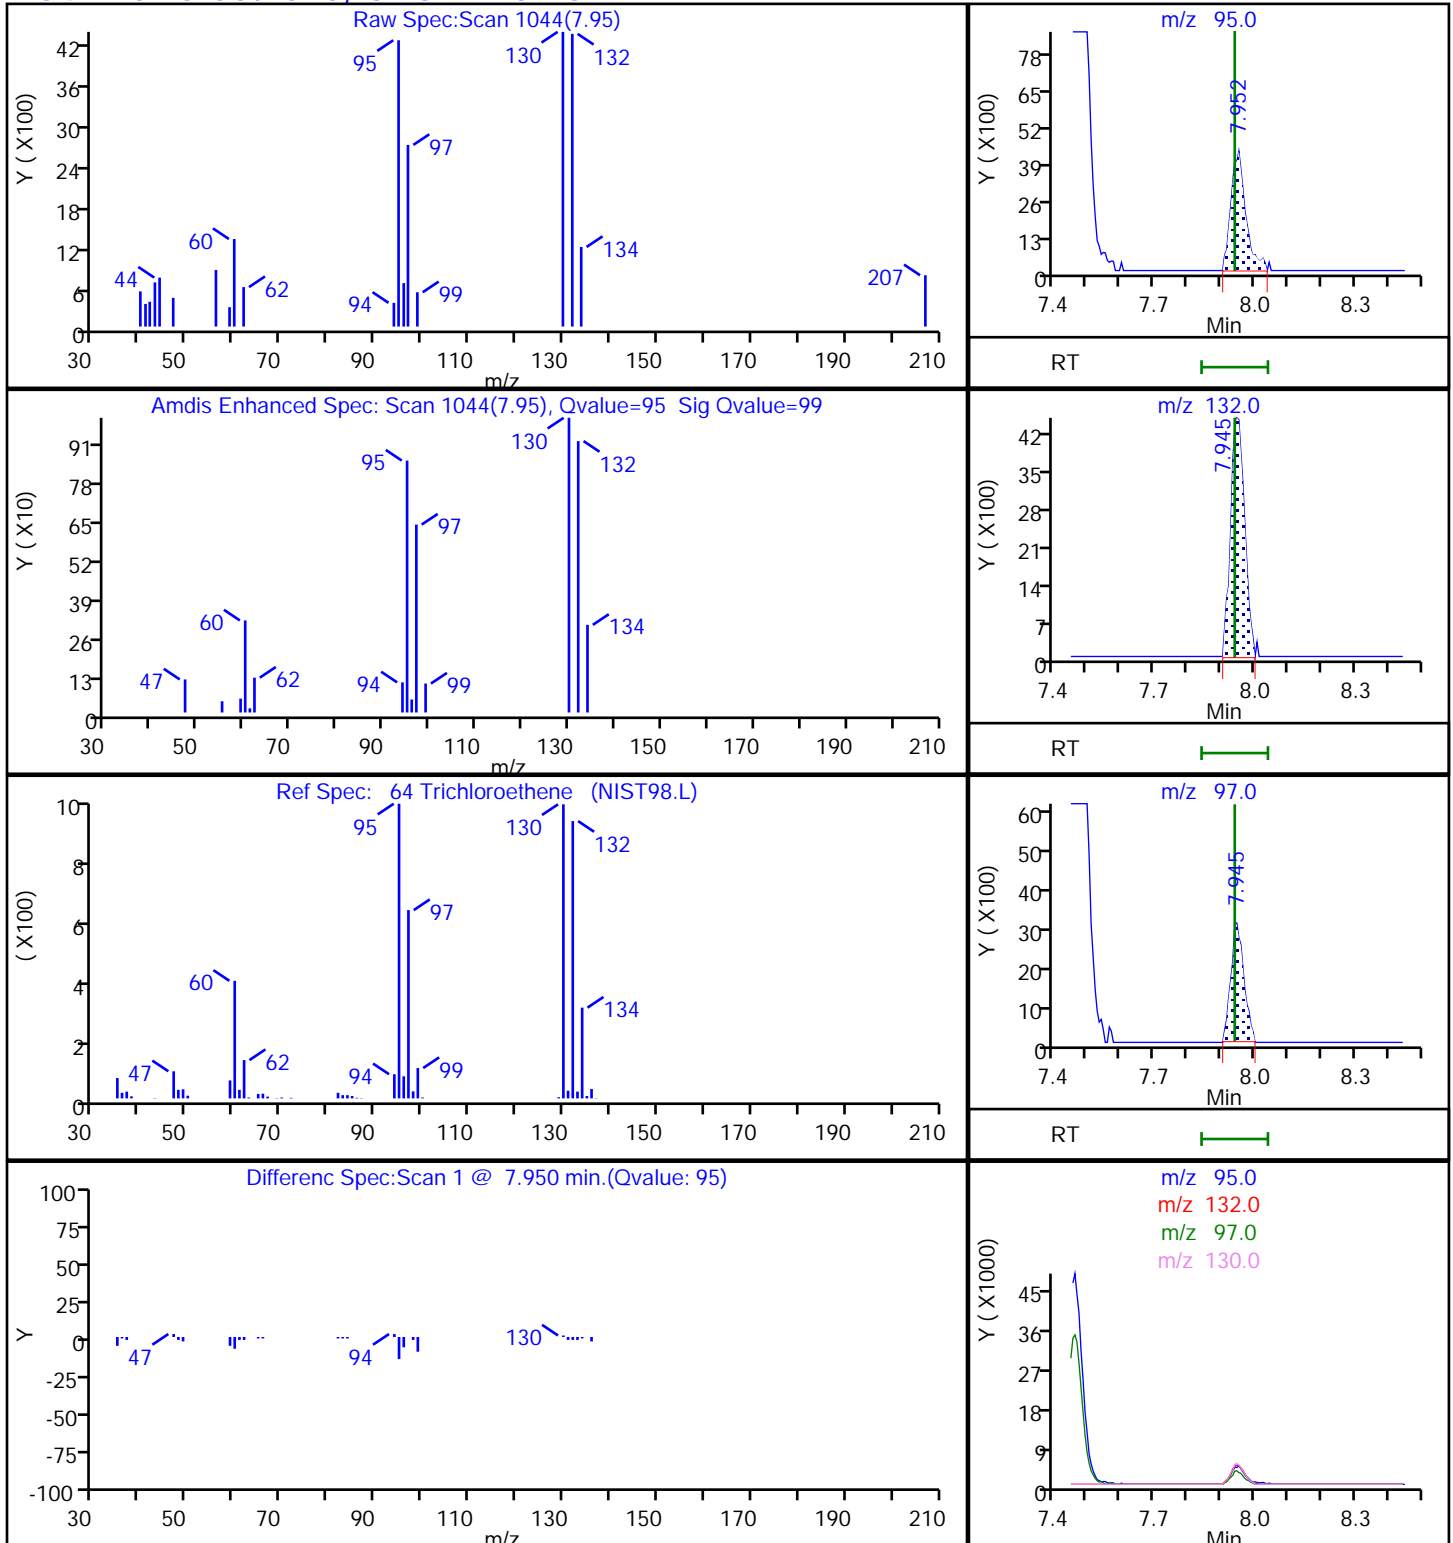 Raw Spec:Scan 1044(7.95)
Y ( X100)
42
36
30
24
18
12
6
0
95
130
132
97
60
134
44
62
94
99
207
30 50 70 90 110 130 150 170 190 210
m/z
m/z 95.0
Y ( X100)
78
65
52
39
26
13
0
7.952
7.4 7.7 8.0 8.3
Min
RT
Amdis Enhanced Spec: Scan 1044(7.95), Qvalue=95 Sig Qvalue=99
Y ( X10)
91
78
65
52
39
26
13
0
130
95
132
97
60
134
47
62
94
99
30 50 70 90 110 130 150 170 190 210
m/z
m/z 132.0
Y ( X100)
42
35
28
21
14
7
0
7.945
7.4 7.7 8.0 8.3
Min
RT
Ref Spec: 64 Trichloroethene (NIST98.L)
( X100)
10
8
6
4
2
0
95
130
132
97
60
134
47
62
94
99
30 50 70 90 110 130 150 170 190 210
m/z 97.0
Y ( X100)
60
50
40
30
20
10
0
7.945
7.4 7.7 8.0 8.3
Min
RT
Differenc Spec:Scan 1 @ 7.950 min.(Qvalue: 95)
Y
100
75
50
25
0
-25
-50
-75
-100
47
94
130
30 50 70 90 110 130 150 170 190 210
m/z
m/z 95.0
m/z 132.0
m/z 97.0
m/z 130.0
Y ( X1000)
45
36
27
18
9
0
7.4 7.7 8.0 8.3
Min